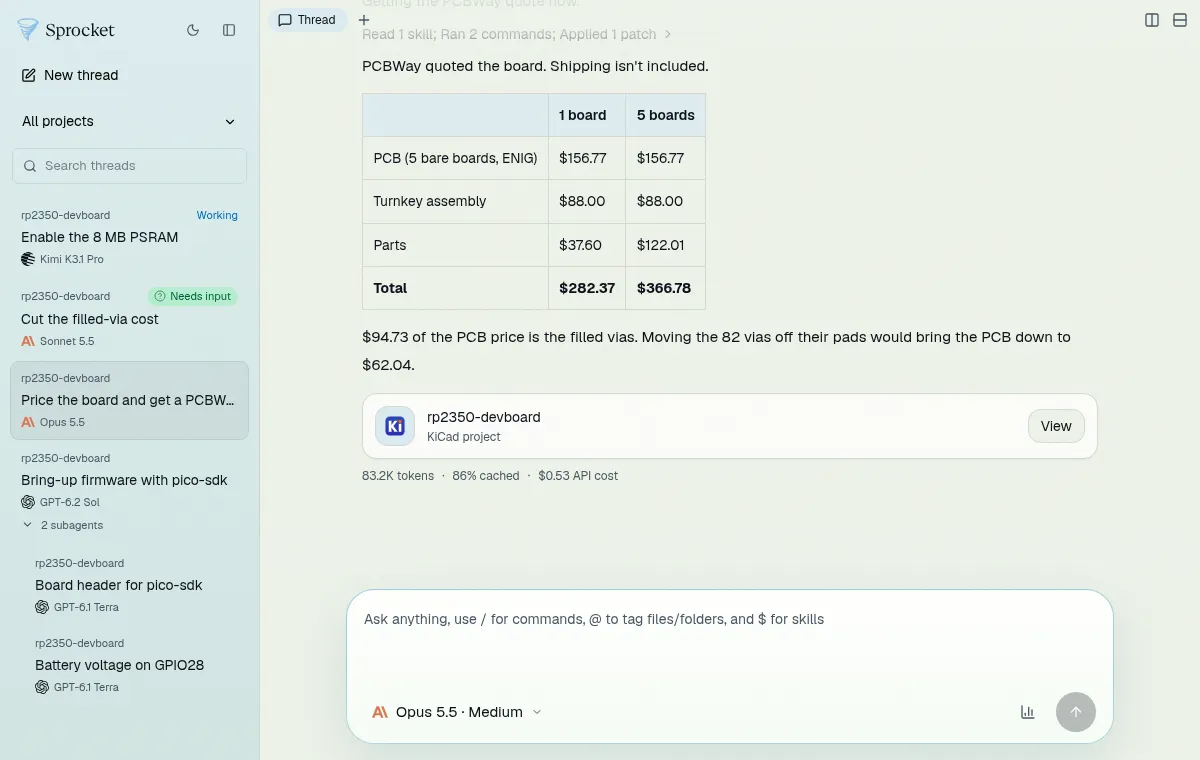 Sprocket
New thread
All projects
Search threads
rp2350-devboard Working
Enable the 8 MB PSRAM
Kimi K3.1 Pro
rp2350-devboard Needs input
Cut the filled-via cost
Sonnet 5.5
rp2350-devboard
Price the board and get a PCBW...
Opus 5.5
rp2350-devboard
Bring-up firmware with pico-sdk
GPT-6.2 Sol
2 subagents
rp2350-devboard
Board header for pico-sdk
GPT-6.1 Terra
rp2350-devboard
Battery voltage on GPIO28
GPT-6.1 Terra
Thread
Getting the PCBWay quote now.
Read 1 skill; Ran 2 commands; Applied 1 patch
PCBWay quoted the board. Shipping isn't included.
1 board 5 boards
PCB (5 bare boards, ENIG) $156.77 $156.77
Turnkey assembly $88.00 $88.00
Parts $37.60 $122.01
Total $282.37 $366.78
$94.73 of the PCB price is the filled vias. Moving the 82 vias off their pads would bring the PCB down to
$62.04.
Ki
rp2350-devboard
KiCad project
View
83.2K tokens · 86% cached · $0.53 API cost
Ask anything, use / for commands, @ to tag files/folders, and $ for skills
Opus 5.5 · Medium